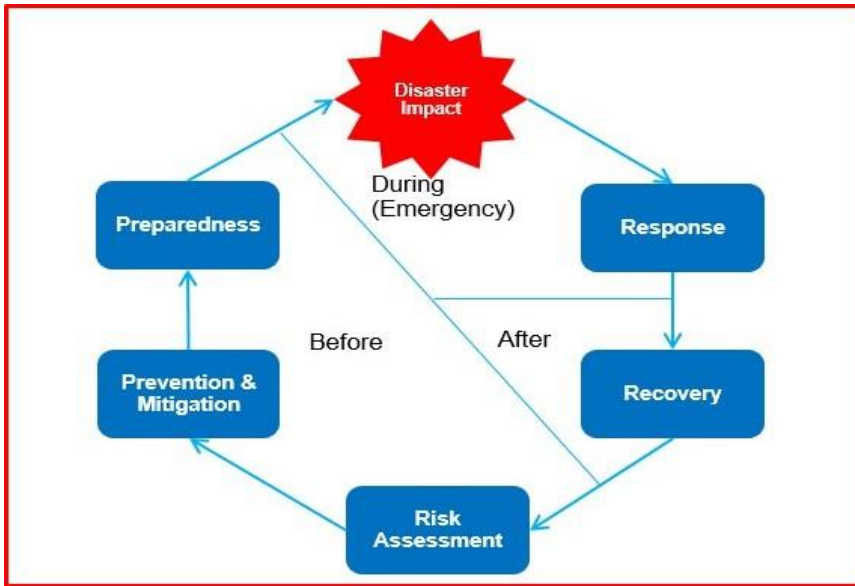 Disaster
Impact
During
(Emergency)
Preparedness
Response
Before
After
Prevention &
Mitigation
Recovery
Risk
Assessment